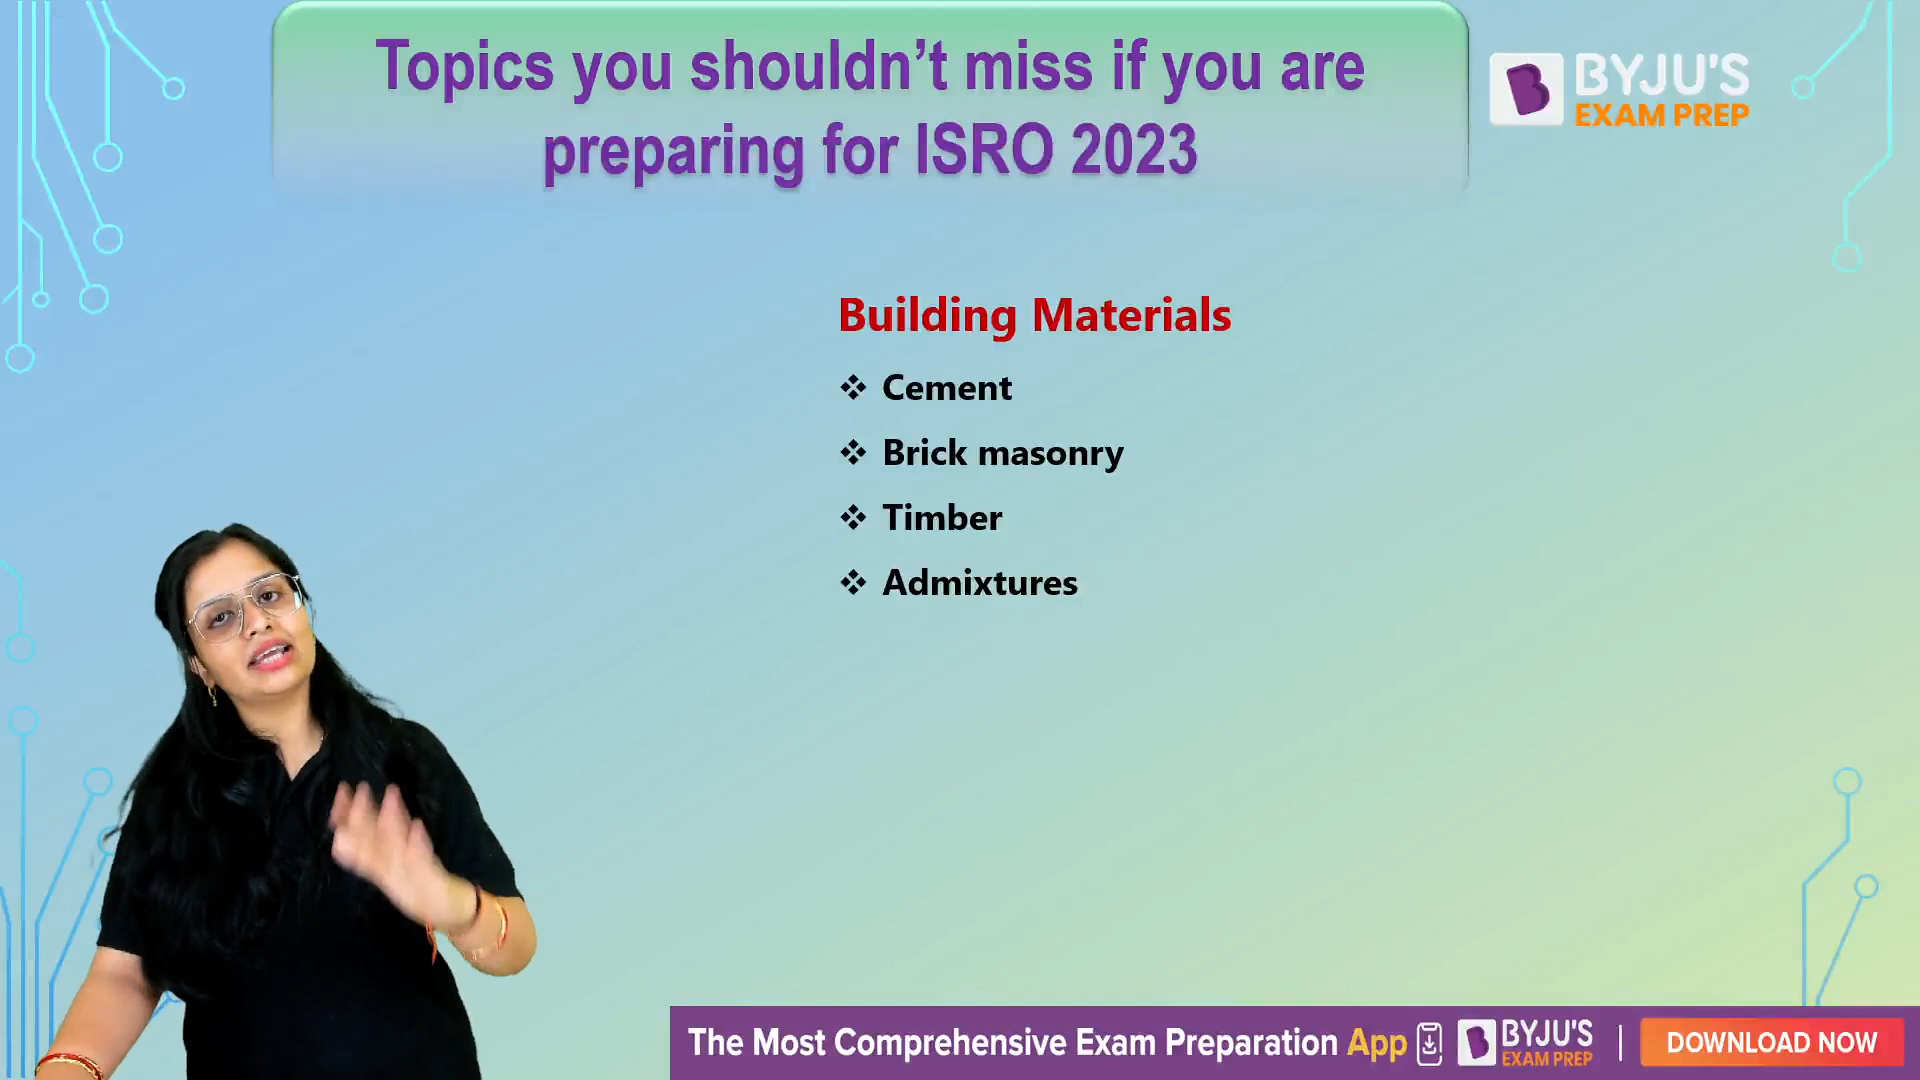 Topics you shouldn’t miss if you are
preparing for ISRO 2023
BYJU'S
EXAM PREP
Building Materials
❖ Cement
❖ Brick masonry
❖ Timber
❖ Admixtures
The Most Comprehensive Exam Preparation App
BYJU'S
EXAM PREP
DOWNLOAD NOW